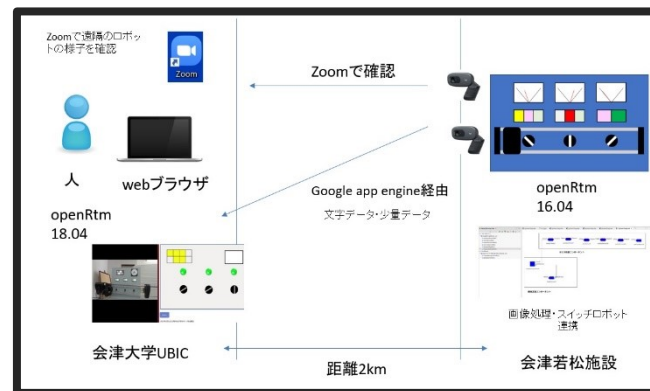 Zoomで遠隔のロボッ
トの様子を確認
Zoom
Zoomで確認
人
webブラウザ
Google app engine経由
文字データ・少量データ
openRtm
18.04
openRtm
16.04
画像処理・スイッチロボット
連携
会津大学UBIC
距離2km
会津若松施設